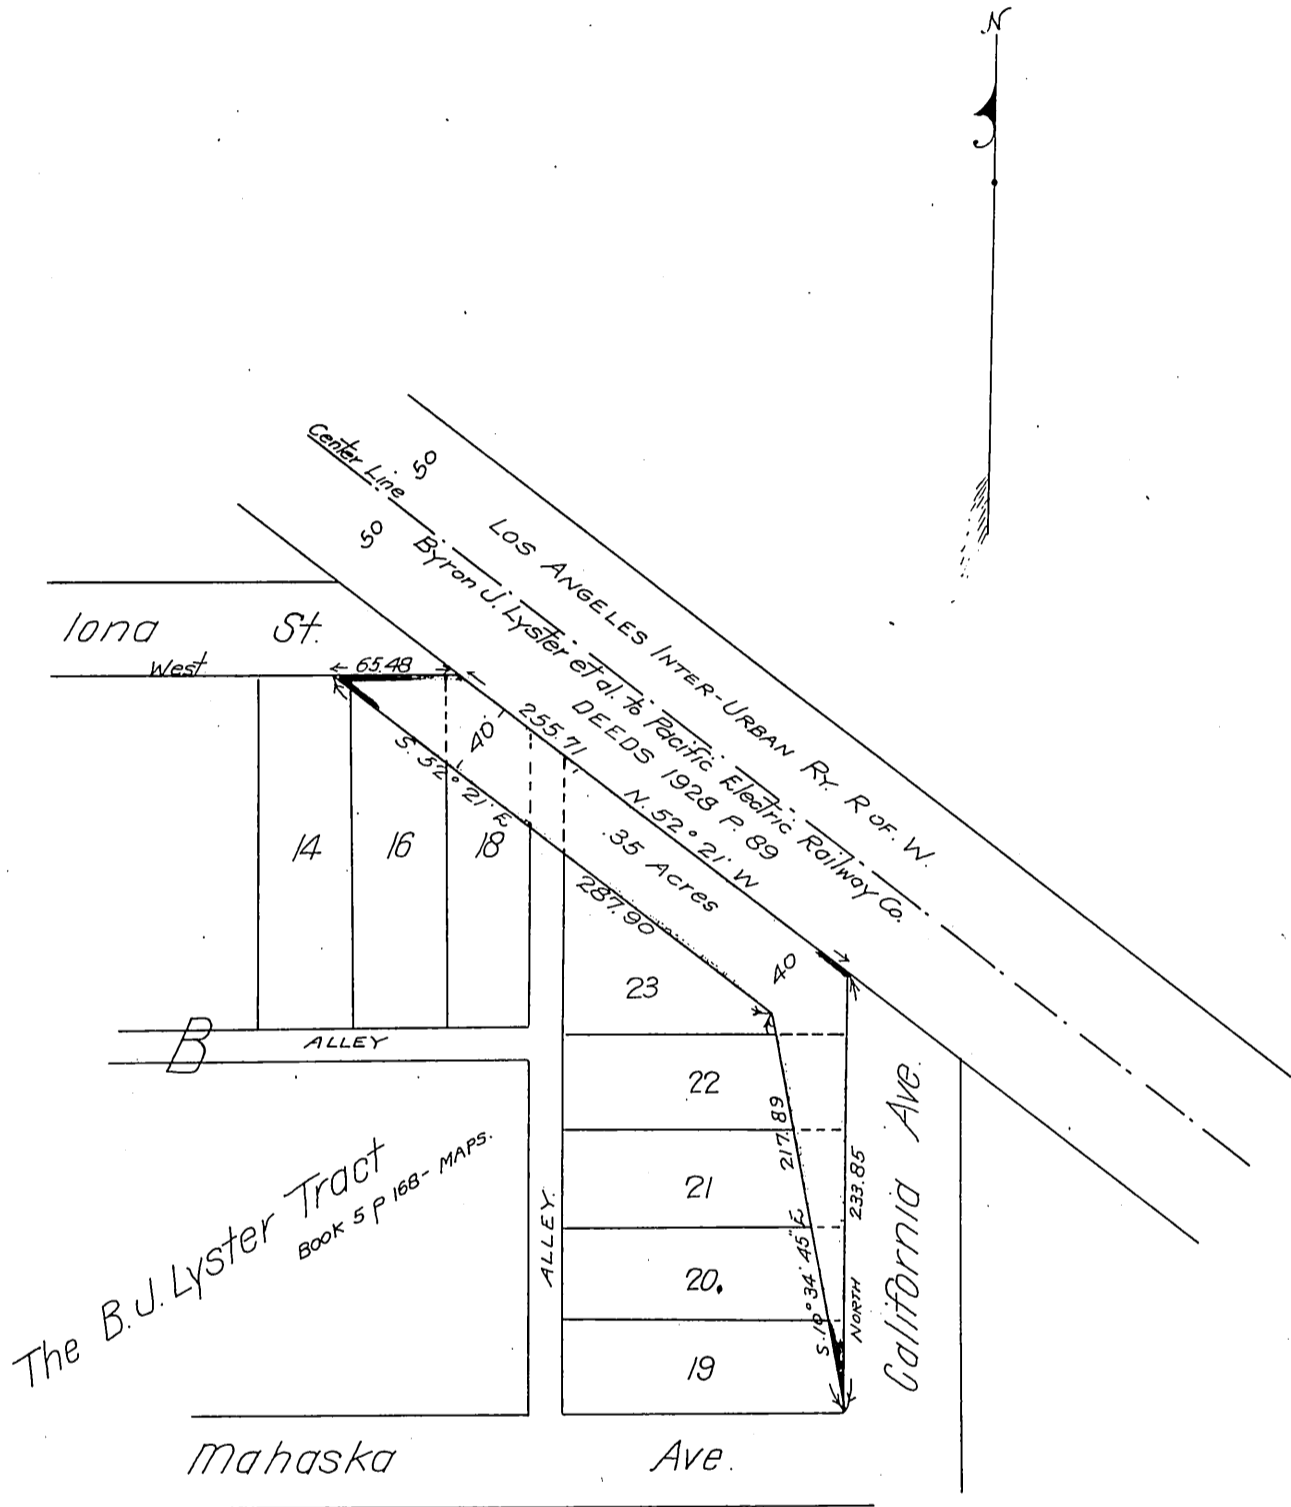 N
Center Line
50
50
LOS ANGELES INTER-URBAN RY. R OF. W.
Byron J. Lyster et al. to Pacific Electric Railway Co.
DEEDS 1928 P. 89
N. 52° 21' W
255.71
.35 Acres
Iona St.
West
65.48
40
S. 52° 21' E
287.90
40
14
16
18
23
B
ALLEY
22
21
20.
19
217.89
S. 10° 34' 45" E
233.85
NORTH
California Ave.
ALLEY.
The B.J. Lyster Tract
BOOK 5 P 168- MAPS.
Mahaska Ave.